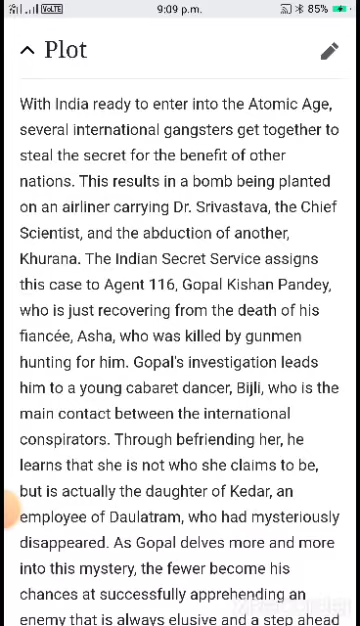 VoLTE 9:09 p.m. 85%
Plot
With India ready to enter into the Atomic Age,
several international gangsters get together to
steal the secret for the benefit of other
nations. This results in a bomb being planted
on an airliner carrying Dr. Srivastava, the Chief
Scientist, and the abduction of another,
Khurana. The Indian Secret Service assigns
this case to Agent 116, Gopal Kishan Pandey,
who is just recovering from the death of his
fiancée, Asha, who was killed by gunmen
hunting for him. Gopal's investigation leads
him to a young cabaret dancer, Bijli, who is the
main contact between the international
conspirators. Through befriending her, he
learns that she is not who she claims to be,
but is actually the daughter of Kedar, an
employee of Daulatram, who had mysteriously
disappeared. As Gopal delves more and more
into this mystery, the fewer become his
chances at successfully apprehending an
enemy that is always elusive and a step ahead